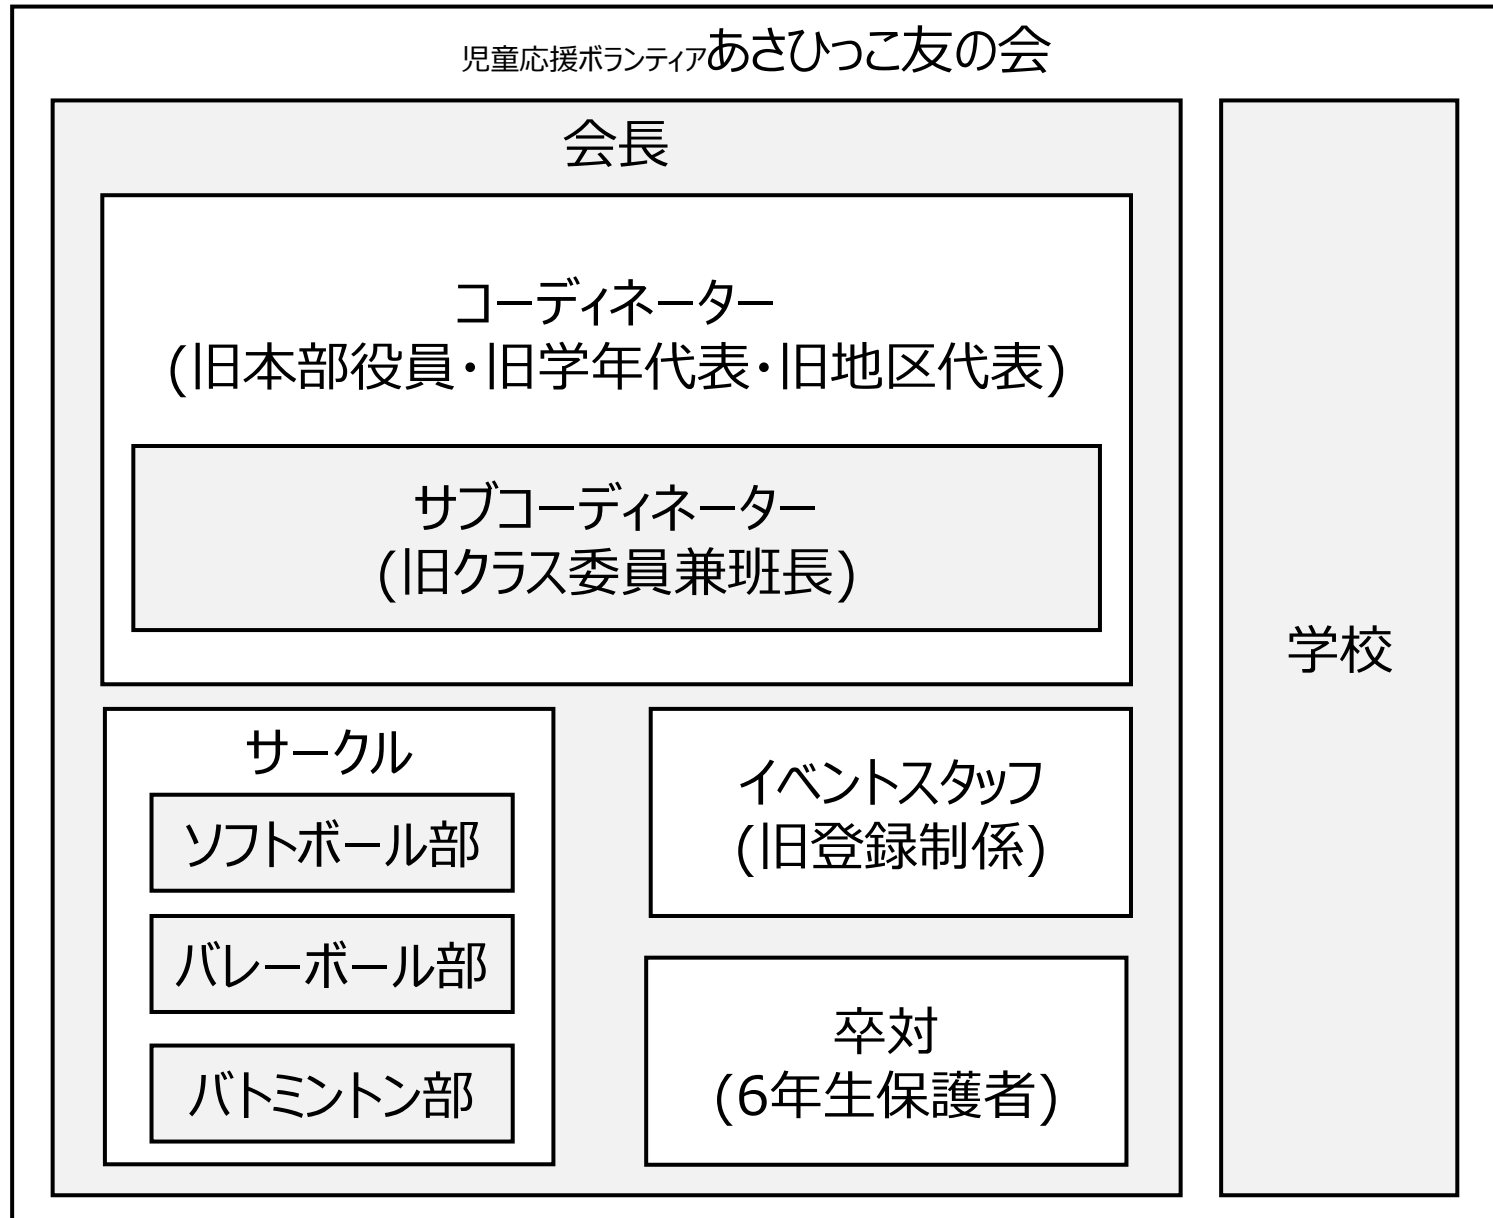 児童応援ボランティアあさひっこ友の会
会長
コーディネーター
(旧本部役員・旧学年代表・旧地区代表)
サブコーディネーター
(旧クラス委員兼班長)
サークル
ソフトボール部
バレーボール部
バトミントン部
イベントスタッフ
(旧登録制係)
卒対
(6年生保護者)
学校